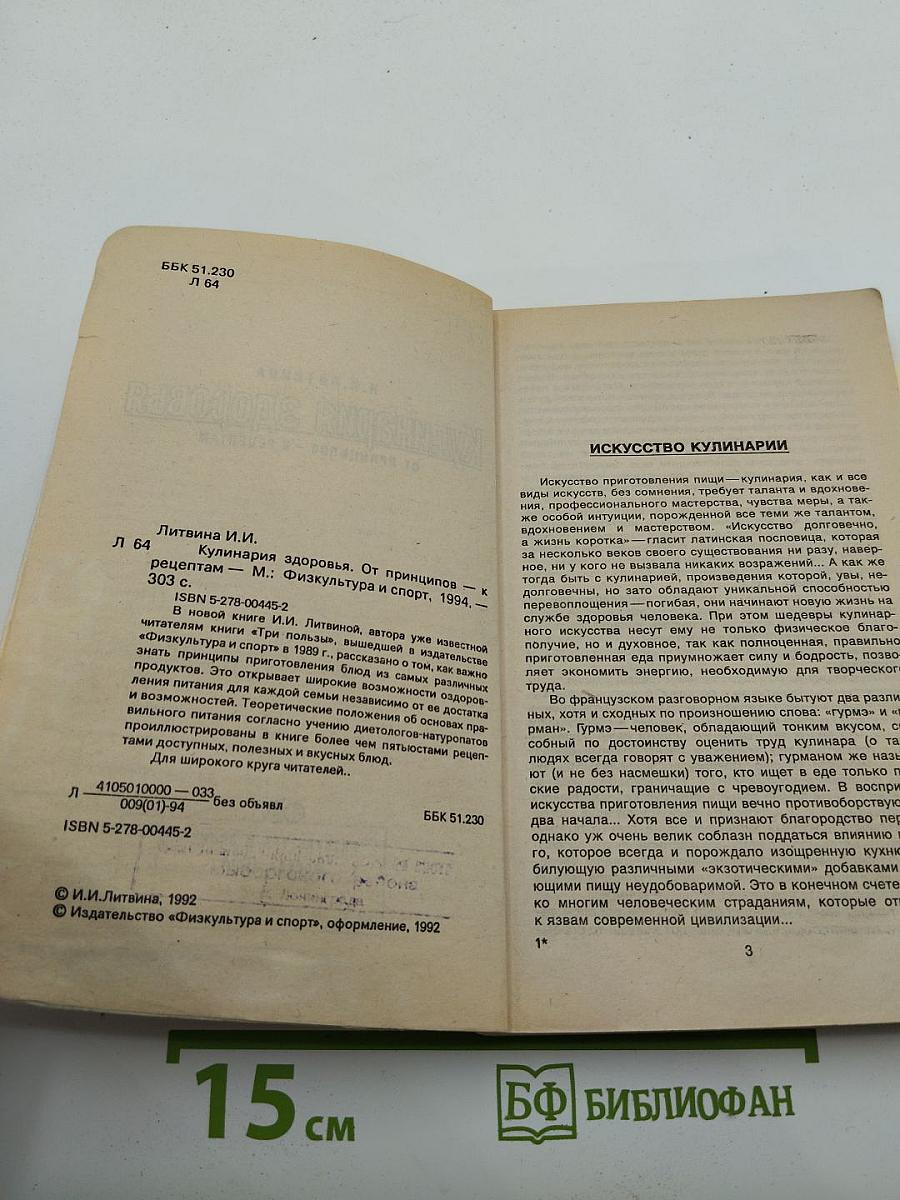 ББК 51.230
Л 64
Литвина И.И.
Л 64 Кулинария здоровья. От принципов — к
рецептам — М.: Физкультура и спорт, 1994. —
303 с.
ISBN 5-278-00445-2
В новой книге И.И. Литвиной, автора уже известной
читателям книги «Три пользы», вышедшей в издательстве
«Физкультура и спорт» в 1989 г., рассказано о том, как важно
знать принципы приготовления блюд из самых различных
продуктов. Это открывает широкие возможности оздоров-
ления питания для каждой семьи независимо от ее достатка
и возможностей. Теоретические положения об основах пра-
вильного питания согласно учению диетологов-натуропатов
проиллюстрированы в книге более чем пятьюстами рецеп-
тами доступных, полезных и вкусных блюд.
Для широкого круга читателей..
Л 4105010000 — 033 без объявл
009(01)-94
ББК 51.230
ISBN 5-278-00445-2
© И.И.Литвина, 1992
© Издательство «Физкультура и спорт», оформление, 1992
ИСКУССТВО КУЛИНАРИИ
Искусство приготовления пищи — кулинария, как и все
виды искусств, без сомнения, требует таланта и вдохнове-
ния, профессионального мастерства, чувства меры, а так-
же особой интуиции, порожденной все теми же талантом,
вдохновением и мастерством. «Искусство долговечно,
а жизнь коротка» — гласит латинская пословица, которая
за несколько веков своего существования ни разу, навер-
ное, ни у кого не вызвала никаких возражений... А как же
тогда быть с кулинарией, произведения которой, увы, не-
долговечны, но зато обладают уникальной способностью
перевоплощения — погибая, они начинают новую жизнь на
службе здоровья человека. При этом шедевры кулинар-
ного искусства несут ему не только физическое благо-
получие, но и духовное, так как полноценная, правильно
приготовленная еда приумножает силу и бодрость, позво-
ляет экономить энергию, необходимую для творческого
труда.
Во французском разговорном языке бытуют два разли
ных, хотя и сходных по произношению слова: «гурмэ» и «
рман». Гурмэ — человек, обладающий тонким вкусом, с
собный по достоинству оценить труд кулинара (о та
людях всегда говорят с уважением); гурманом же назы
ют (и не без насмешки) того, кто ищет в еде только п
ские радости, граничащие с чревоугодием. В воспри
искусства приготовления пищи вечно противоборствую
два начала... Хотя все и признают благородство пер
однако уж очень велик соблазн поддаться влиянию
го, которое всегда и порождало изощренную кухню
билующую различными «экзотическими» добавками
ющими пищу неудобоваримой. Это в конечном счете
ко многим человеческим страданиям, которые от
к язвам современной цивилизации...
1*
3
15 см
БФ БИБЛИОФАН